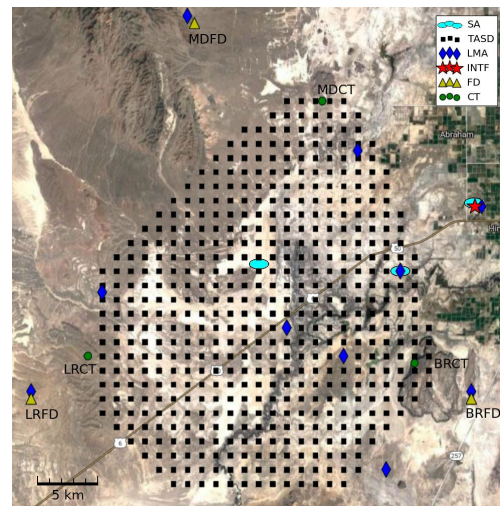 SA
TASD
LMA
INTF
FD
CT
MDFD
MDCT
Abraham
50
LRCT
BRCT
LRFD
BRFD
6
257
5 km